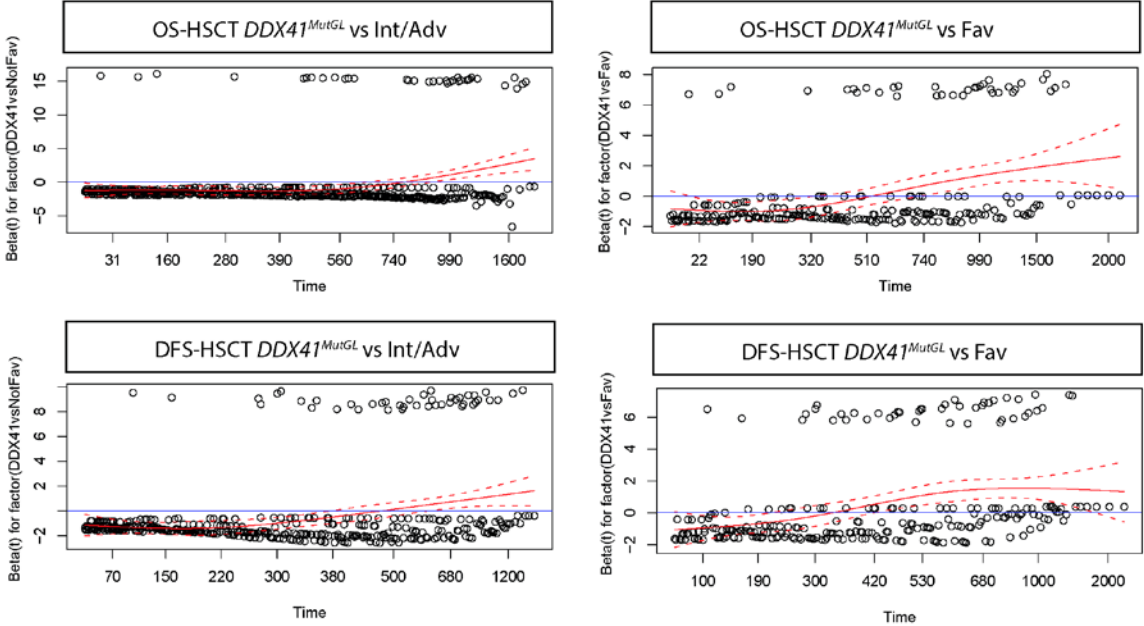 OS-HSCT DDX41MutGL vs Int/Adv
Beta(t) for factor(DDX41vsNotFav)
15
10
5
0
-5
31 160 280 390 560 740 990 1600
Time
OS-HSCT DDX41MutGL vs Fav
Beta(t) for factor(DDX41vsFav)
8
6
4
2
0
-2
22 190 320 510 740 990 1500 2000
Time
DFS-HSCT DDX41MutGL vs Int/Adv
Beta(t) for factor(DDX41vsNotFav)
8
6
4
2
-2
70 150 220 300 380 500 680 1200
Time
DFS-HSCT DDX41MutGL vs Fav
Beta(t) for factor(DDX41vsFav)
6
4
2
0
-2
100 190 300 420 530 680 1000 2000
Time